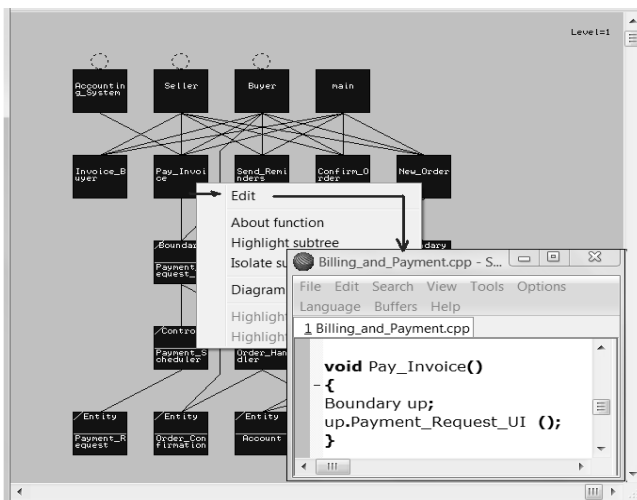 Level=1
Accountin
g_System
Seller
Buyer
main
Invoice_B
uyer
Pay_Invoi
ce
Send_Remi
nders
Confirm_O
rder
New_Order
Edit
About function
Highlight subtree
Isolate su
Diagram
Highlight
Highlight
/Bounda
Payment_
equest_
dary
/Contro
Payment_S
cheduler
Order_Han
dler
/Entity
Payment_R
equest
/Entity
Order_Con
firmation
/Entity
Account
Billing_and_Payment.cpp - S...
File Edit Search View Tools Options
Language Buffers Help
1 Billing_and_Payment.cpp
void Pay_Invoice()
{
Boundary up;
up.Payment_Request_UI ();
}